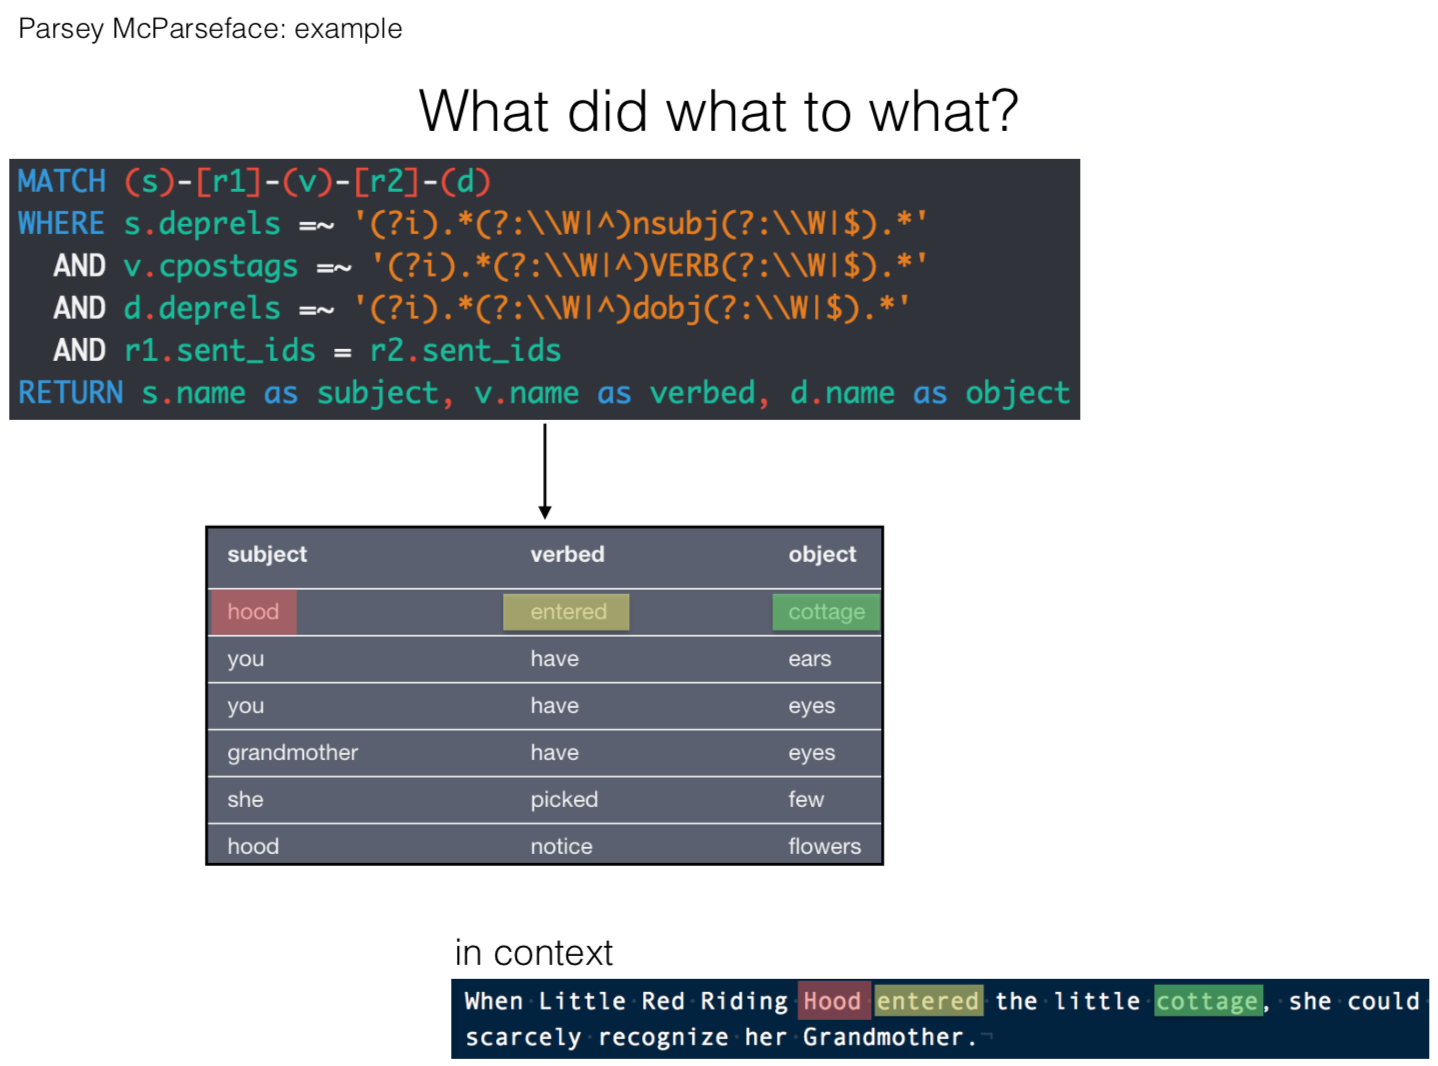 Parsey McParseface: example
What did what to what?
MATCH (s)-[r1]-(v)-[r2]-(d)
WHERE s.deprels =~ '(?i).*(?:\\W|^)nsubj(?:\\W|$).*'
AND v.cpostags =~ '(?i).*(?:\\W|^)VERB(?:\\W|$).*'
AND d.deprels =~ '(?i).*(?:\\W|^)dobj(?:\\W|$).*'
AND r1.sent_ids = r2.sent_ids
RETURN s.name as subject, v.name as verbed, d.name as object
subject verbed object
hood entered cottage
you have ears
you have eyes
grandmother have eyes
she picked few
hood notice flowers
in context
When Little Red Riding Hood entered the little cottage, she could
scarcely recognize her Grandmother.¬